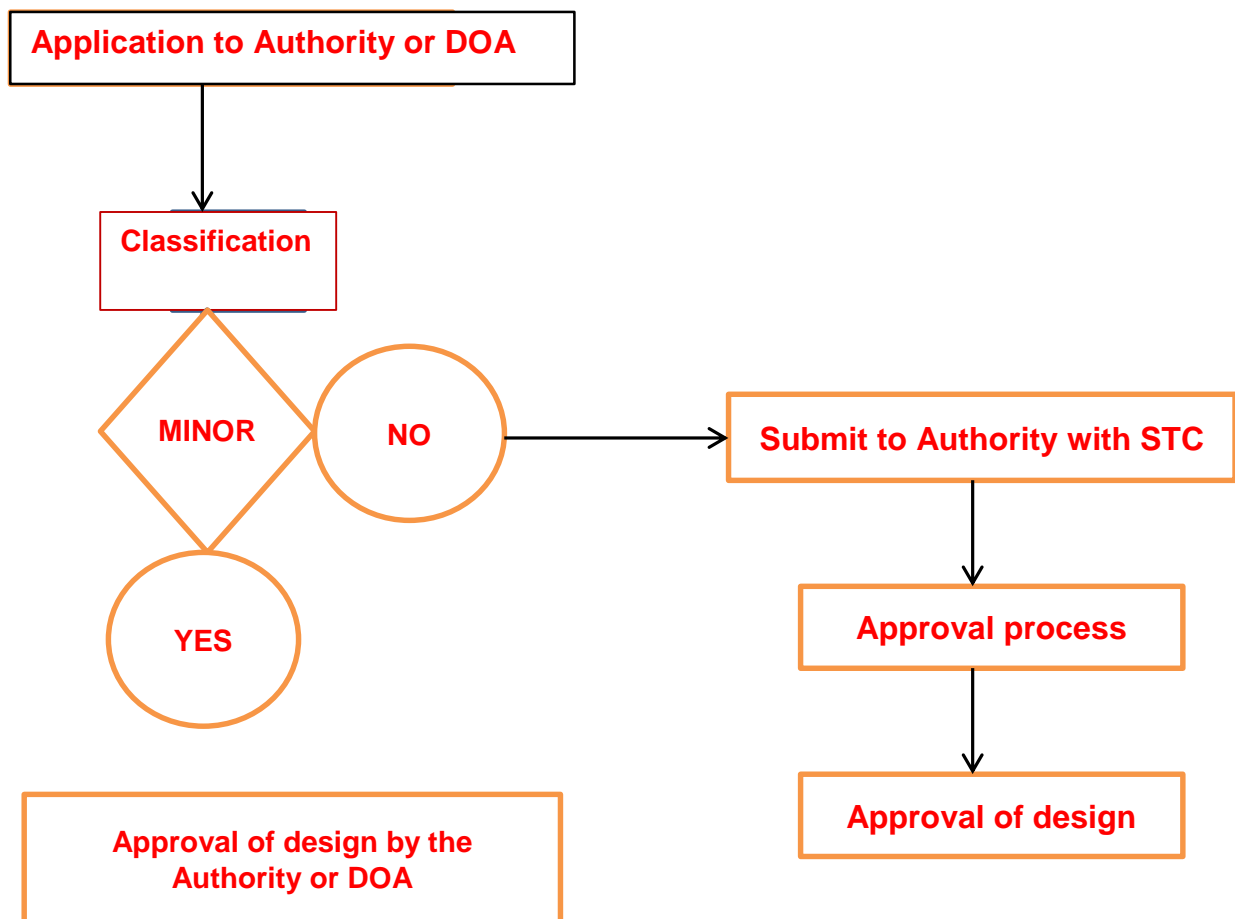 Application to Authority or DOA
Classification
MINOR
NO
Submit to Authority with STC
YES
Approval process
Approval of design
Approval of design by the
Authority or DOA